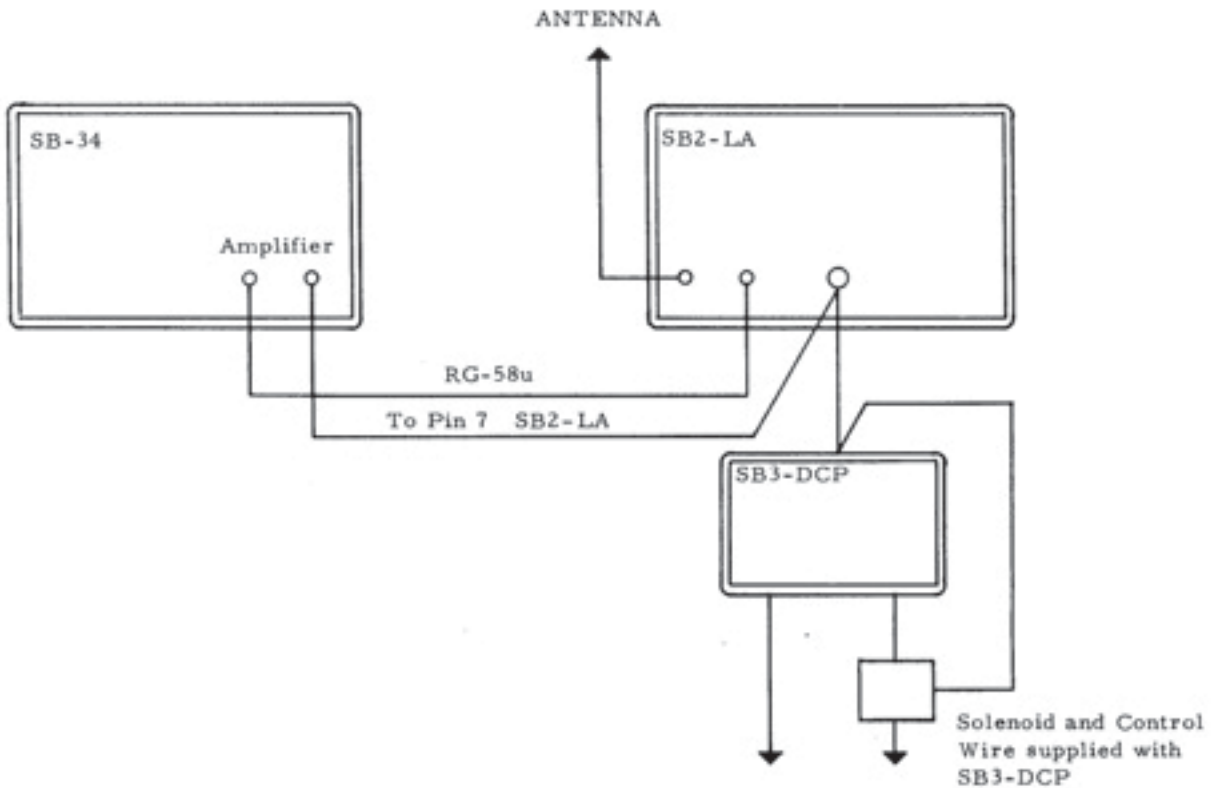 ANTENNA
SB-34
SB2-LA
Amplifier
RG-58u
To Pin 7 SB2-LA
SB3-DCP
Solenoid and Control
Wire supplied with
SB3-DCP